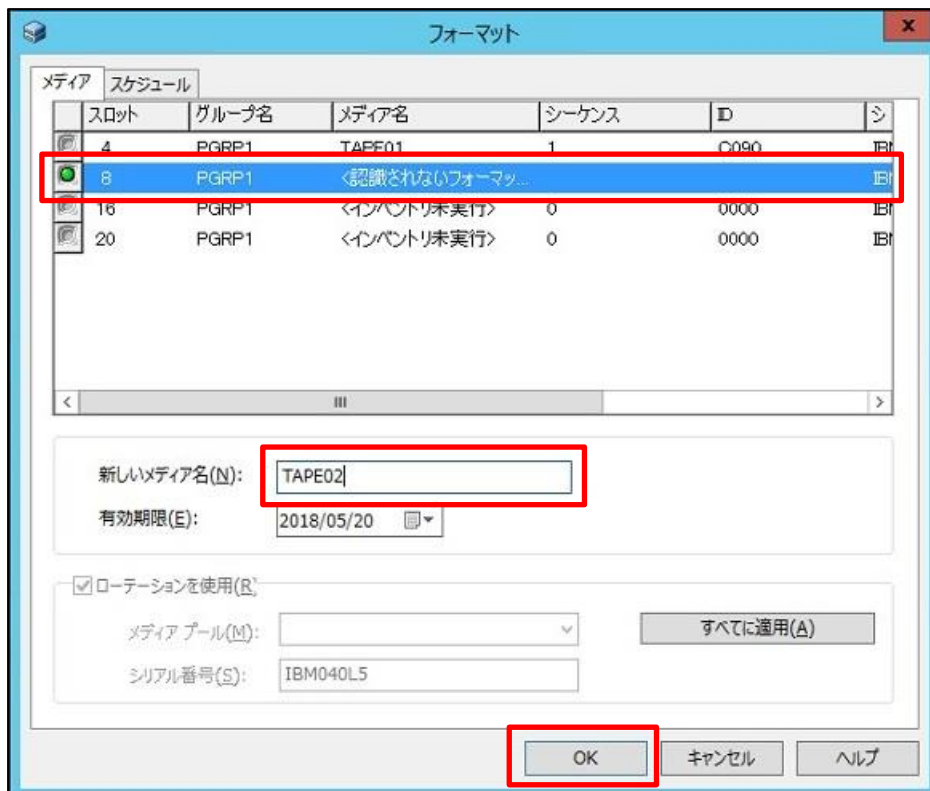 フォーマット
x
メディア スケジュール
スロット グループ名 メディア名 シーケンス ID シ
4 PGRP1 TAPE01 1 C090 IBM
8 PGRP1 <認識されないフォーマッ... IBM
16 PGRP1 <インベントリ未実行> 0 0000 IBM
20 PGRP1 <インベントリ未実行> 0 0000 IBM
新しいメディア名(N): TAPE02
有効期限(E): 2018/05/20
ローテーションを使用(R)
メディア プール(M): すべてに適用(A)
シリアル番号(S): IBM040L5
OK キャンセル ヘルプ